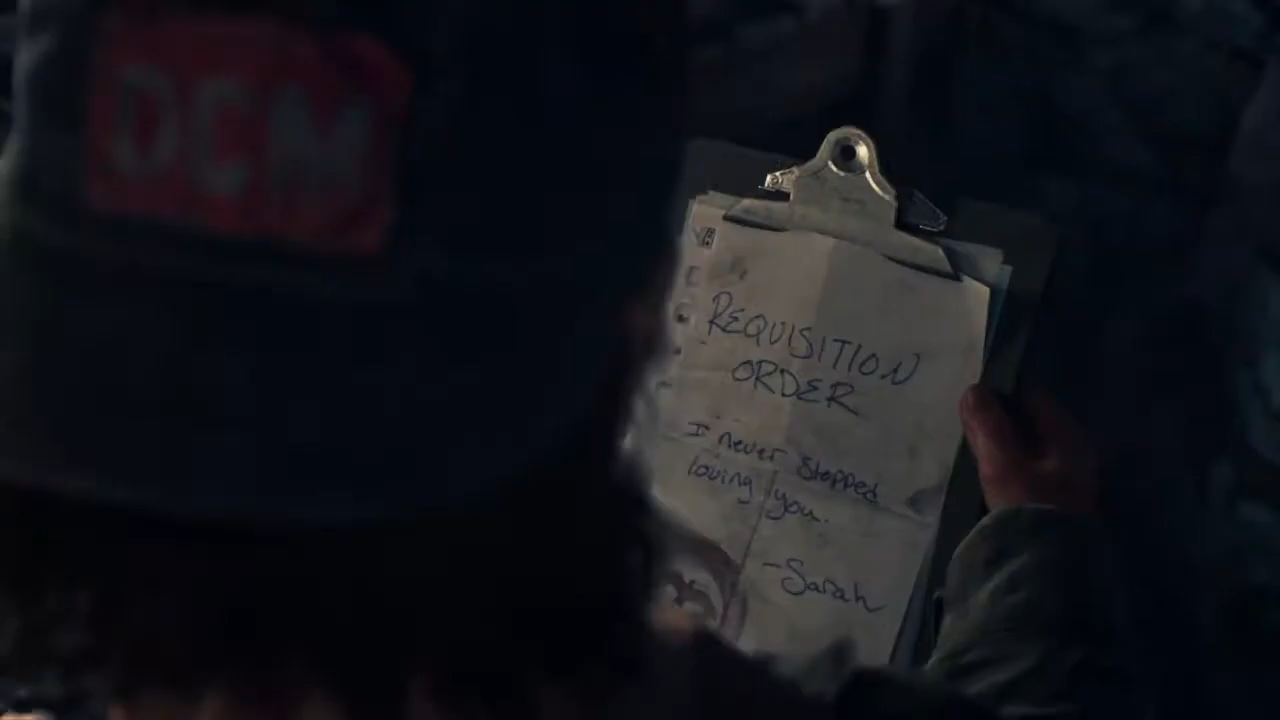 DCM
REQUISITION
ORDER
I never stopped
loving you.
-Sarah